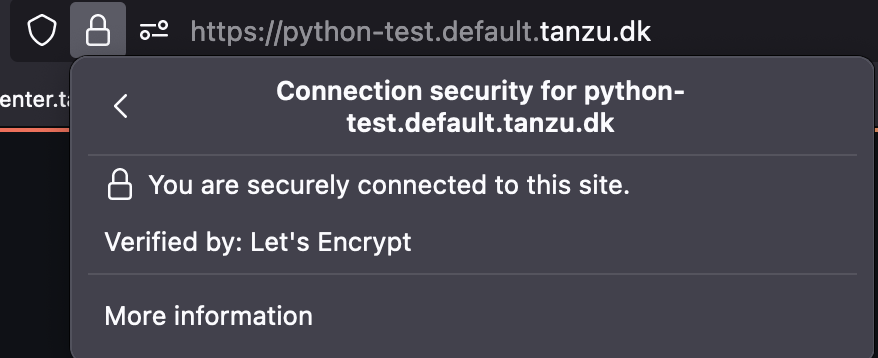 https://python-test.default.tanzu.dk
enter.ta
Connection security for python-
test.default.tanzu.dk
You are securely connected to this site.
Verified by: Let's Encrypt
More information